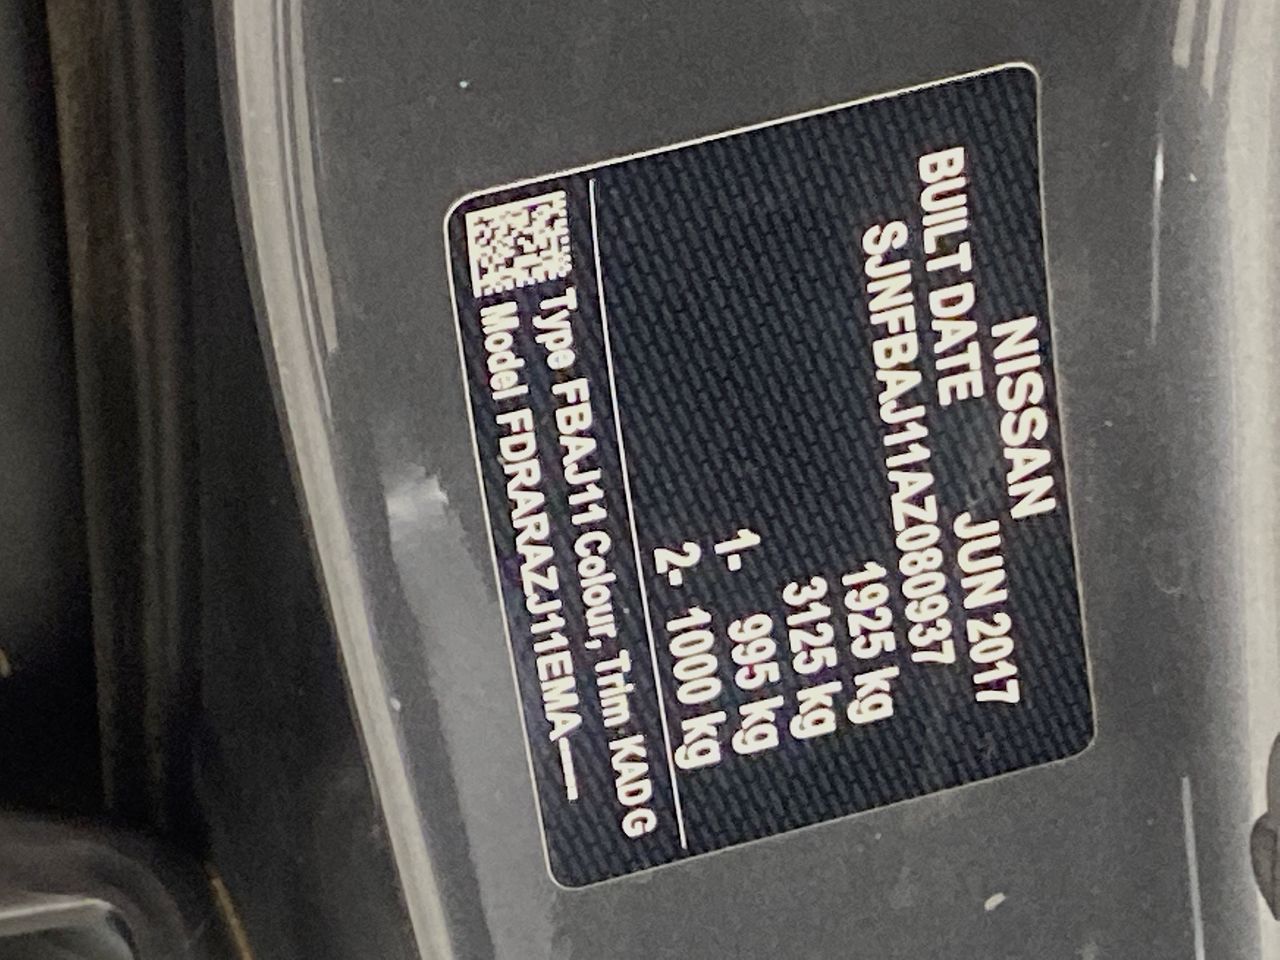 NISSAN
BUILT DATE JUN 2017
SJNFBAJ11AZ080937
1925 kg
3125 kg
1- 995 kg
2- 1000 kg
Type FBAJ11 Colour, Trim KAD G
Model FDRARAZJ11EMA——